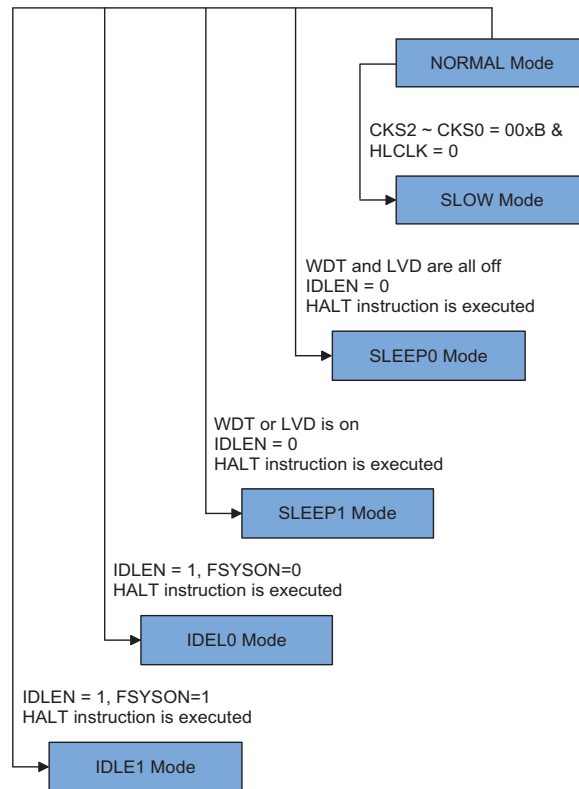 NORMAL Mode
CKS2 ~ CKS0 = 00xB &
HLCLK = 0
SLOW Mode
WDT and LVD are all off
IDLEN = 0
HALT instruction is executed
SLEEP0 Mode
WDT or LVD is on
IDLEN = 0
HALT instruction is executed
SLEEP1 Mode
IDLEN = 1, FSYSON=0
HALT instruction is executed
IDEL0 Mode
IDLEN = 1, FSYSON=1
HALT instruction is executed
IDLE1 Mode